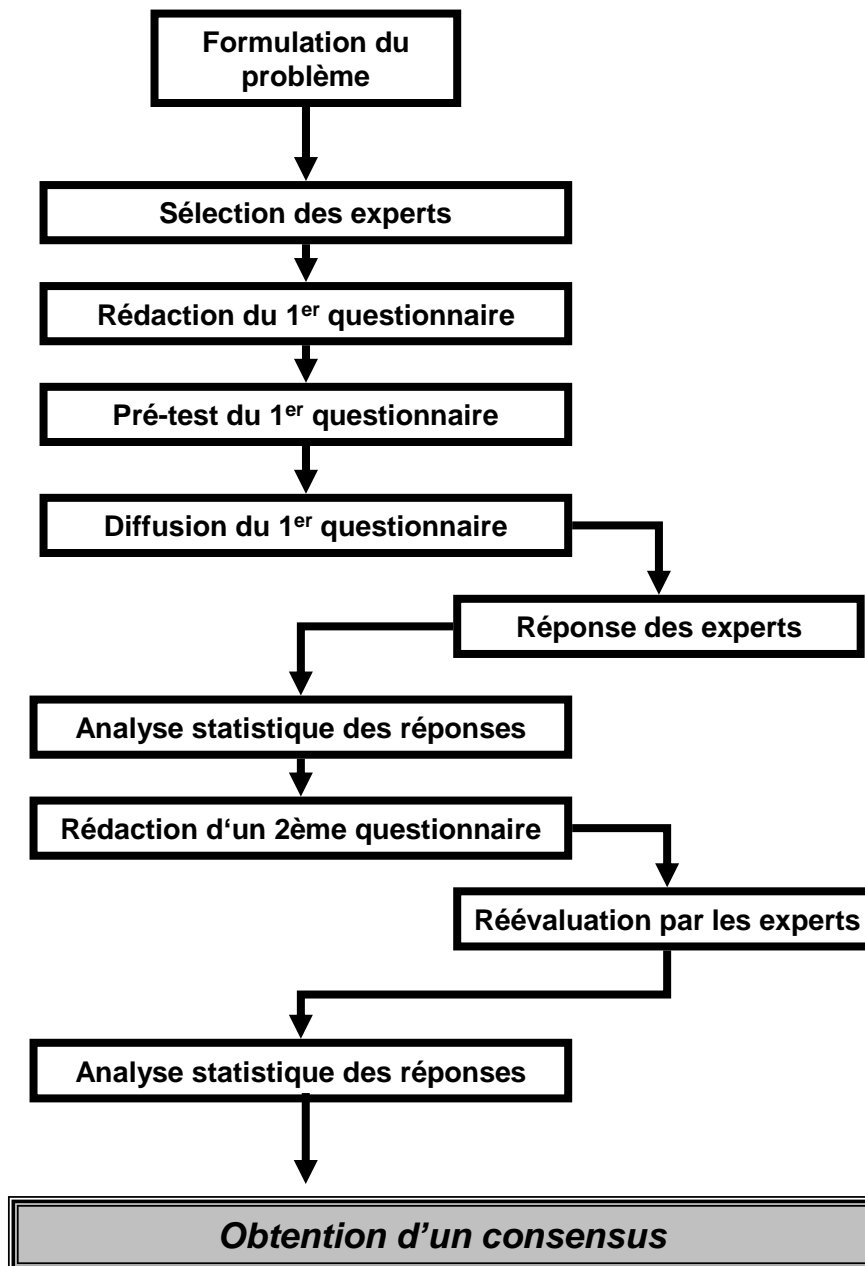 Formulation du
problème
Sélection des experts
Rédaction du 1er questionnaire
Pré-test du 1er questionnaire
Diffusion du 1er questionnaire
Réponse des experts
Analyse statistique des réponses
Rédaction d‘un 2ème questionnaire
Réévaluation par les experts
Analyse statistique des réponses
Obtention d’un consensus